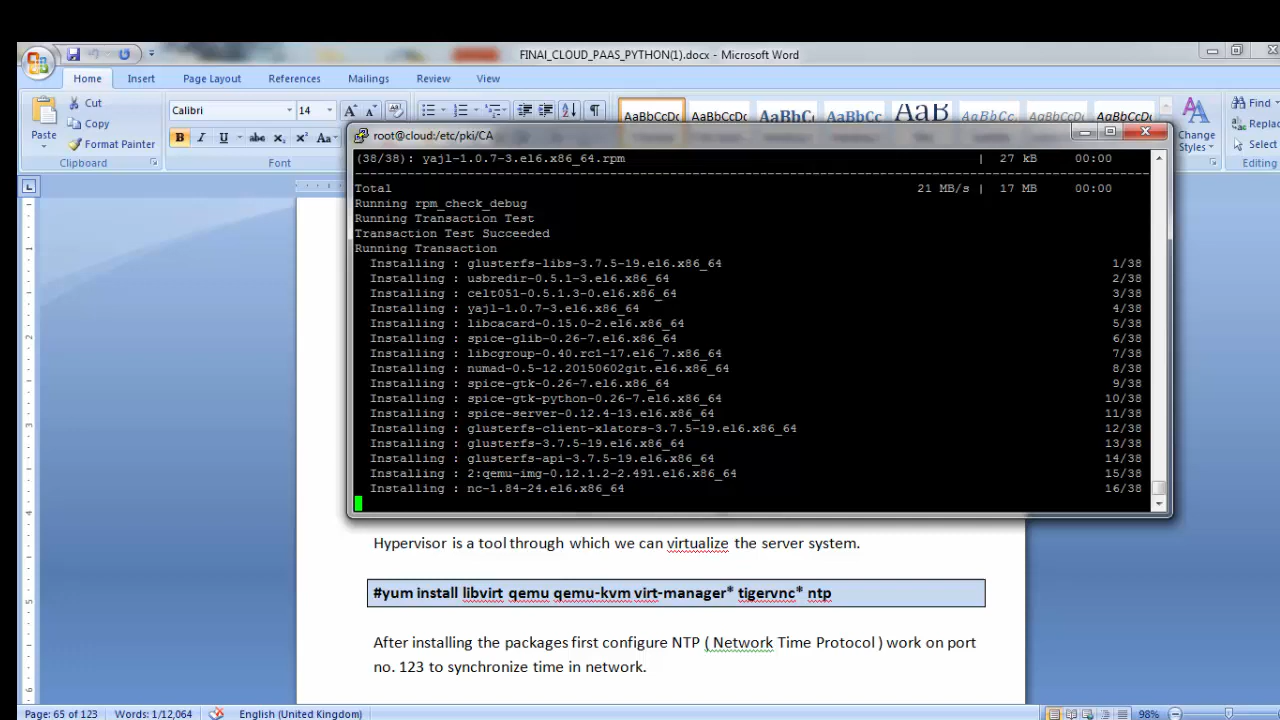 FINAL_CLOUD_PAAS_PYTHON(1).docx - Microsoft Word
Home Insert Page Layout References Mailings Review View
Cut
Copy
Format Painter
Paste
Clipboard
Calibri 14
B I U abc x₂ x² Aa
Font
AaBbCcDc AaBbCcDc AaBbC AaBbCc AaBbC AaBbCc. AaBbCcDc AaBbCcDc
Change
Styles
Find
Replac
Select
Editing
root@cloud:/etc/pki/CA
(38/38): yajl-1.0.7-3.el6.x86_64.rpm | 27 kB 00:00
--------------------------------------------------------------------------------
Total 21 MB/s | 17 MB 00:00
Running rpm_check_debug
Running Transaction Test
Transaction Test Succeeded
Running Transaction
Installing : glusterfs-libs-3.7.5-19.el6.x86_64 1/38
Installing : usbredir-0.5.1-3.el6.x86_64 2/38
Installing : celt051-0.5.1.3-0.el6.x86_64 3/38
Installing : yajl-1.0.7-3.el6.x86_64 4/38
Installing : libcacard-0.15.0-2.el6.x86_64 5/38
Installing : spice-glib-0.26-7.el6.x86_64 6/38
Installing : libcgroup-0.40.rc1-17.el6_7.x86_64 7/38
Installing : numad-0.5-12.20150602git.el6.x86_64 8/38
Installing : spice-gtk-0.26-7.el6.x86_64 9/38
Installing : spice-gtk-python-0.26-7.el6.x86_64 10/38
Installing : spice-server-0.12.4-13.el6.x86_64 11/38
Installing : glusterfs-client-xlators-3.7.5-19.el6.x86_64 12/38
Installing : glusterfs-3.7.5-19.el6.x86_64 13/38
Installing : glusterfs-api-3.7.5-19.el6.x86_64 14/38
Installing : 2:qemu-img-0.12.1.2-2.491.el6.x86_64 15/38
Installing : nc-1.84-24.el6.x86_64 16/38
Hypervisor is a tool through which we can virtualize the server system.
#yum install libvirt qemu qemu-kvm virt-manager* tigervnc* ntp
After installing the packages first configure NTP ( Network Time Protocol ) work on port
no. 123 to synchronize time in network.
Page: 65 of 123 Words: 1/12,064 English (United Kingdom) 98%